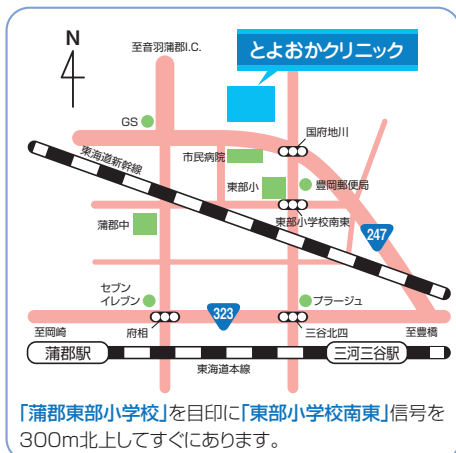 N
至音羽蒲郡I.C.
とよおかクリニック
GS
国府地川
市民病院
東海道新幹線
東部小
豊岡郵便局
蒲郡中
東部小学校南東
247
セブン
イレブン
323
プラージュ
至岡崎
府相
三谷北四
至豊橋
蒲郡駅
三河三谷駅
東海道本線
「蒲郡東部小学校」を目印に「東部小学校南東」信号を
300m北上してすぐにあります。